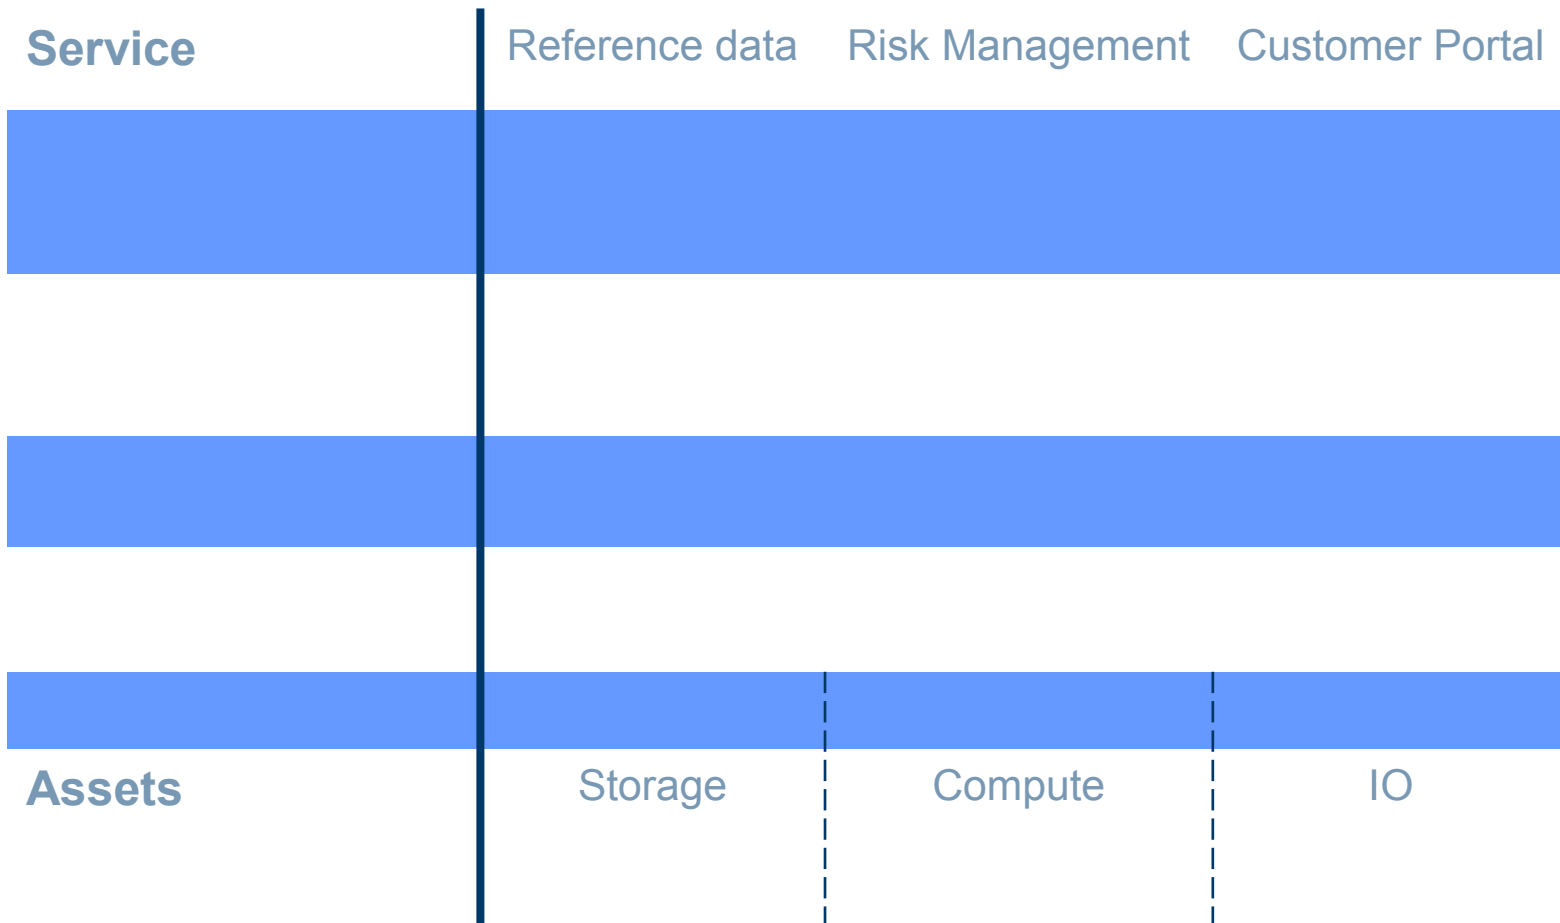 Service Reference data Risk Management Customer Portal
Assets Storage Compute IO